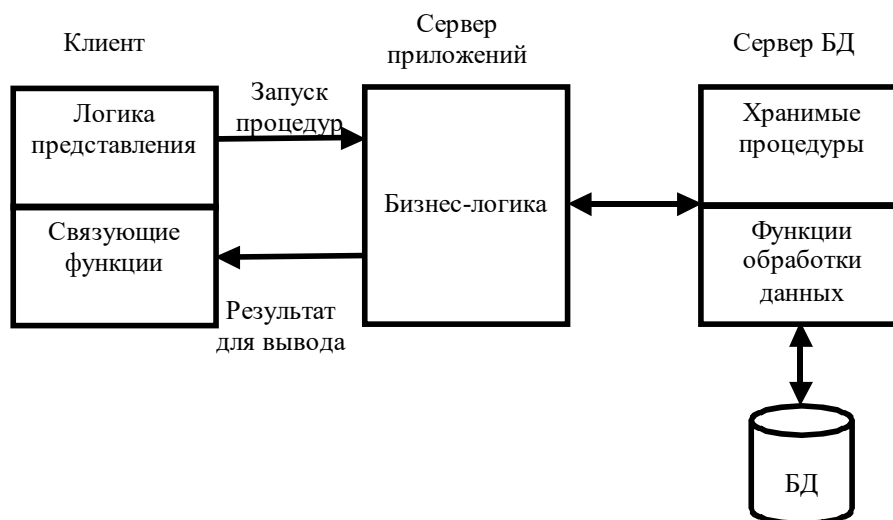 Клиент
Сервер
приложений
Сервер БД
Логика
представления
Связующие
функции
Запуск
процедур
Результат
для вывода
Бизнес-логика
Хранимые
процедуры
Функции
обработки
данных
БД